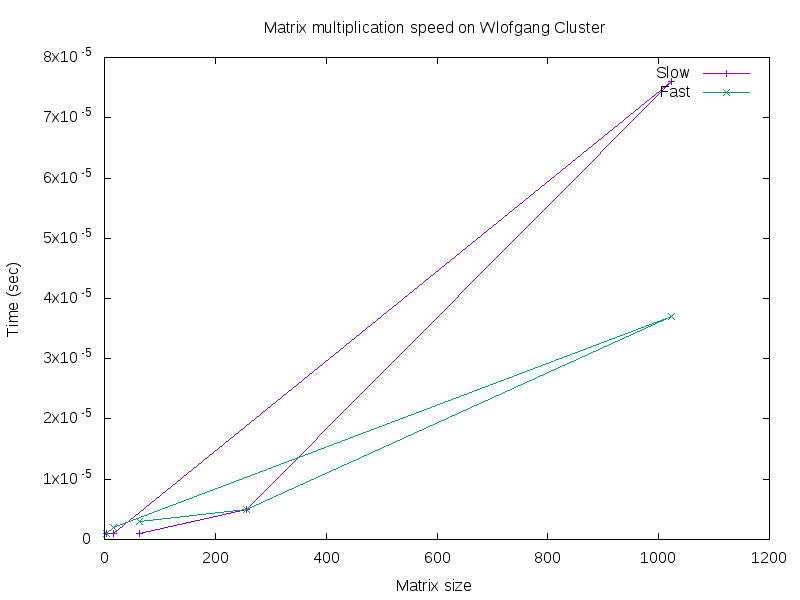 Matrix multiplication speed on Wlofgang Cluster
8x10^-5
7x10^-5
6x10^-5
5x10^-5
4x10^-5
3x10^-5
2x10^-5
1x10^-5
0
Time (sec)
Slow
Fast
0 200 400 600 800 1000 1200
Matrix size